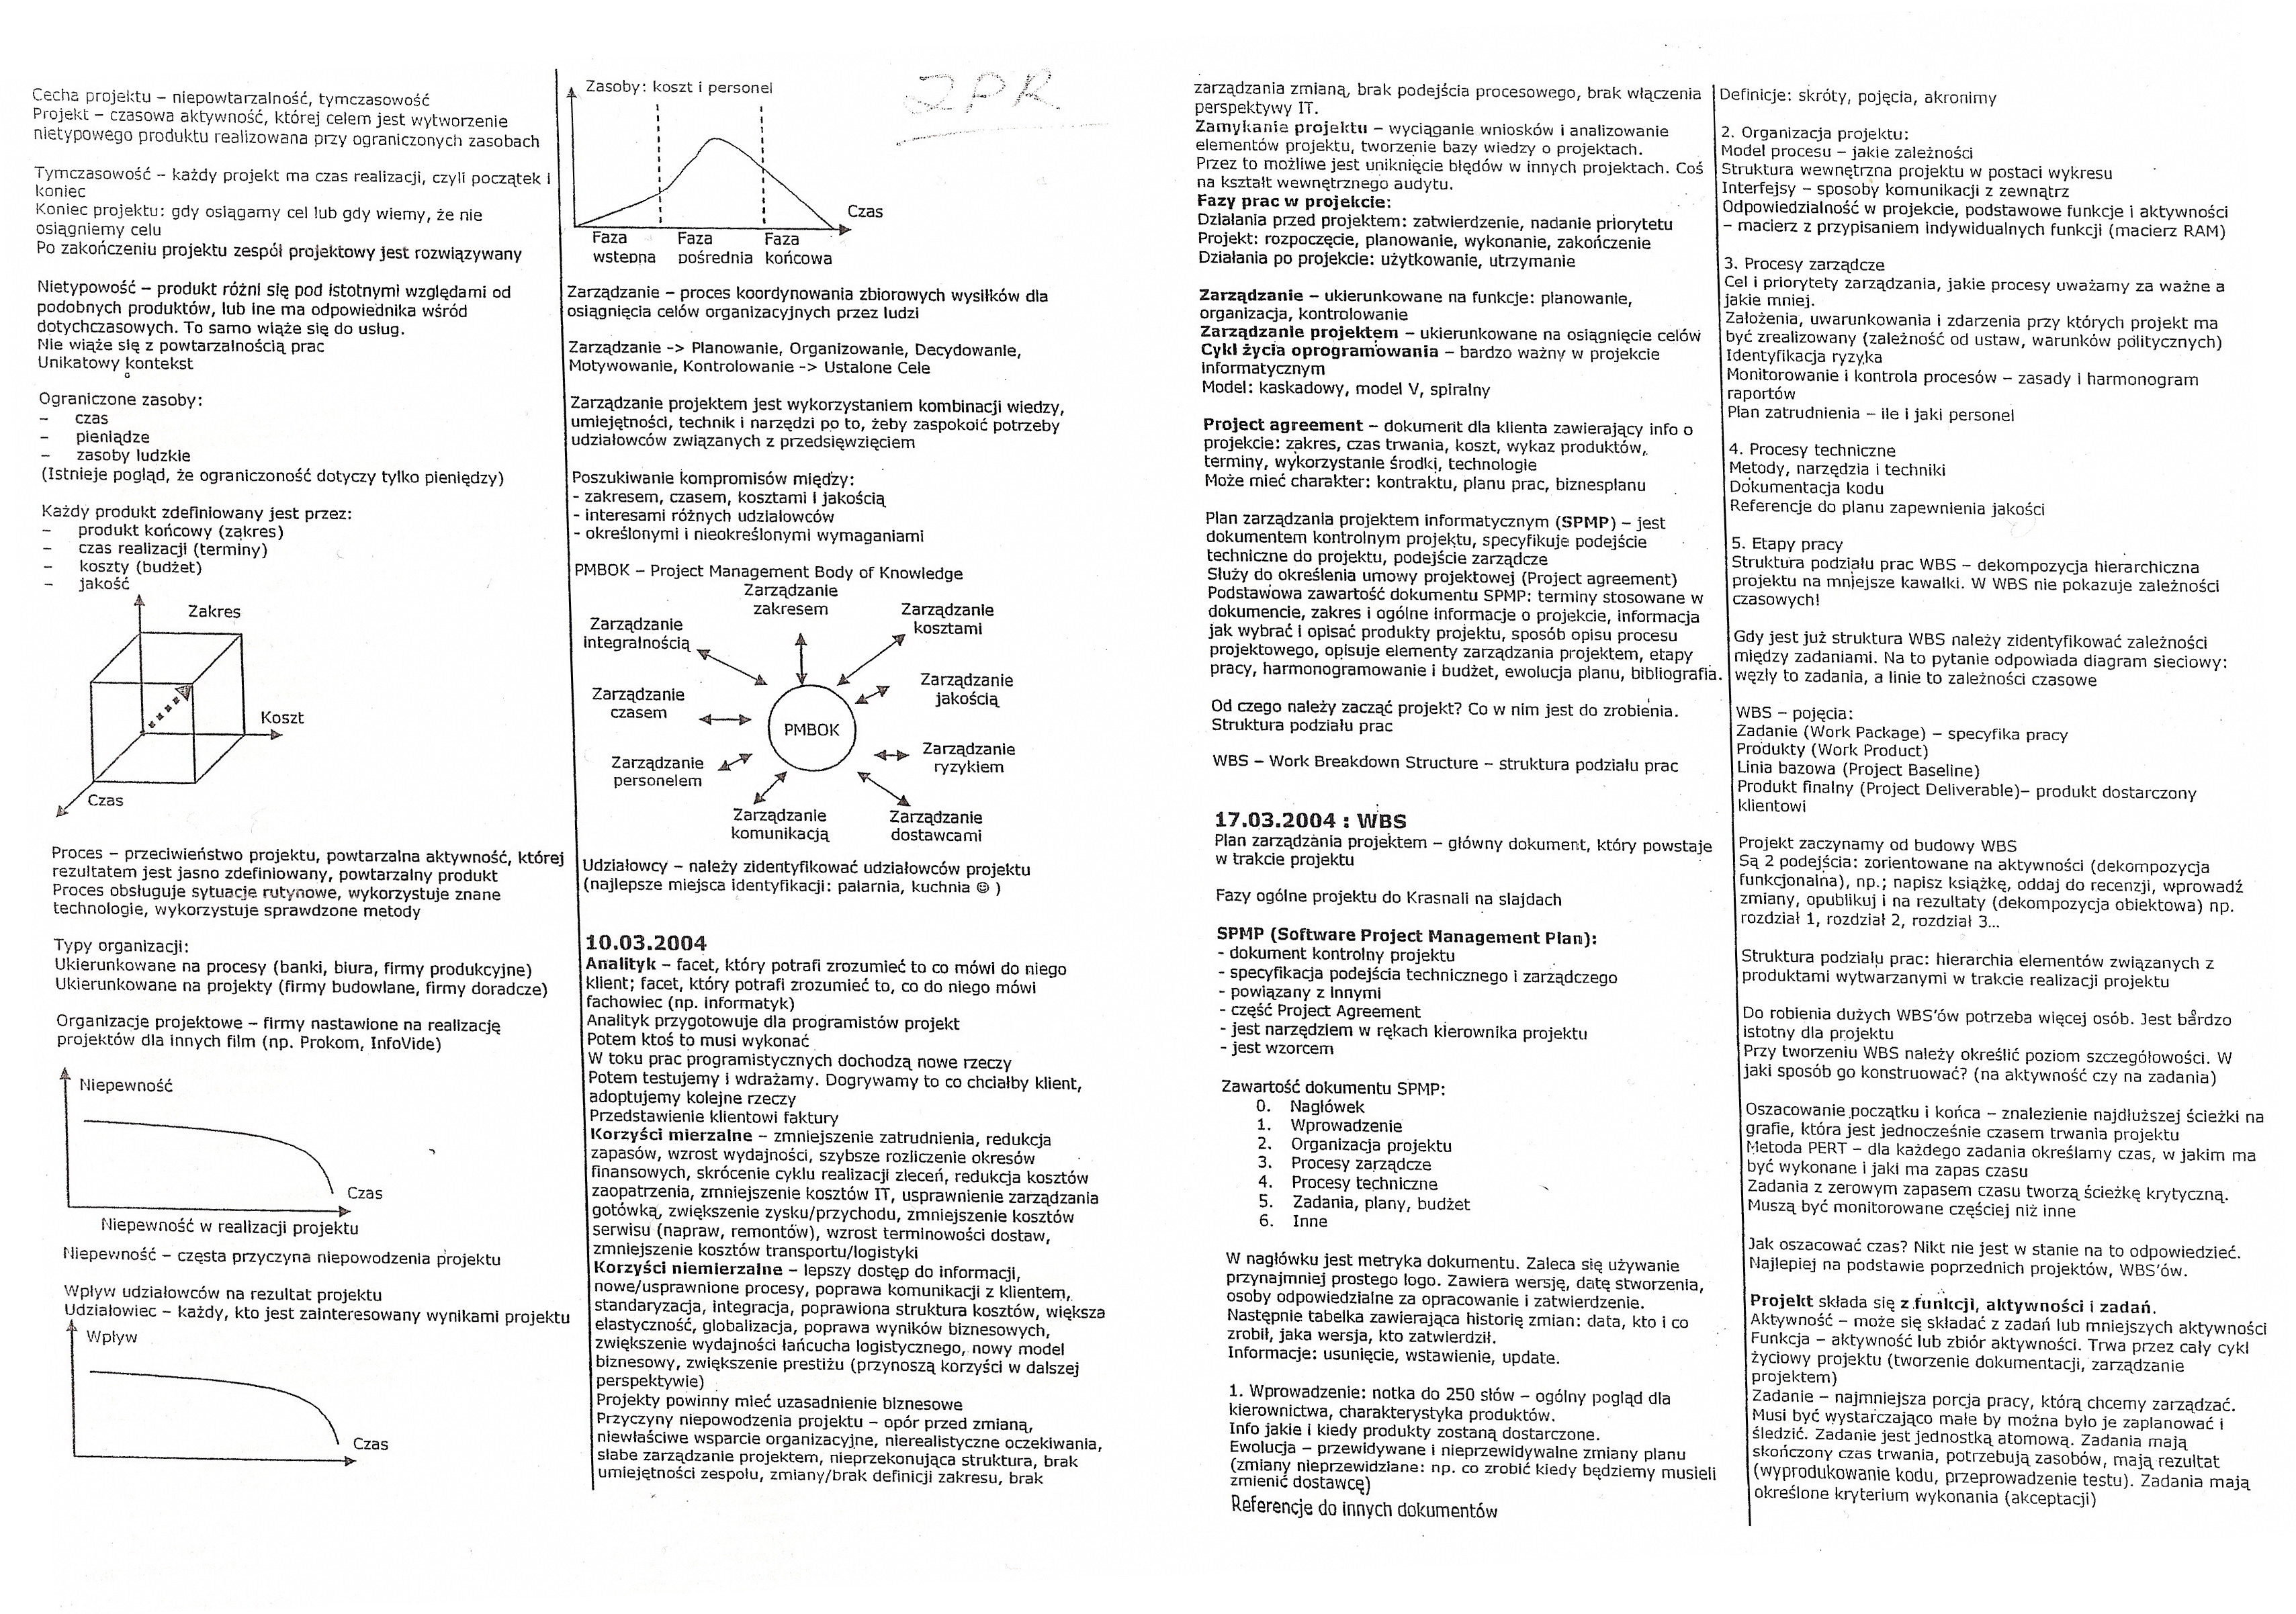 Cecha projektu – niepowtarzalność, tymczasowość
Projekt – czasowa aktywność, której celem jest wytworzenie
nietypowego produktu realizowana przy ograniczonych zasobach
Tymczasowość – każdy projekt ma czas realizacji, czyli początek i
koniec
Koniec projektu: gdy osiągamy cel lub gdy wiemy, że nie
osiągniemy celu
Po zakończeniu projektu zespół projektowy jest rozwiązywany
Nietypowość – produkt różni się pod istotnymi względami od
podobnych produktów, lub ine ma odpowiednika wśród
dotychczasowych. To samo wiąże się do usług.
Nie wiąże się z powtarzalnością prac
Unikatowy kontekst
Ograniczone zasoby:
– czas
– pieniądze
– zasoby ludzkie
(Istnieje pogląd, że ograniczoność dotyczy tylko pieniędzy)
Każdy produkt zdefiniowany jest przez:
– produkt końcowy (zakres)
– czas realizacji (terminy)
– koszty (budżet)
– jakość
Zakres
Koszt
Czas
Proces – przeciwieństwo projektu, powtarzalna aktywność, której
rezultatem jest jasno zdefiniowany, powtarzalny produkt
Proces obsługuje sytuacje rutynowe, wykorzystuje znane
technologie, wykorzystuje sprawdzone metody
Typy organizacji:
Ukierunkowane na procesy (banki, biura, firmy produkcyjne)
Ukierunkowane na projekty (firmy budowlane, firmy doradcze)
Organizacje projektowe – firmy nastawione na realizację
projektów dla innych film (np. Prokom, InfoVide)
Niepewność
Czas
Niepewność w realizacji projektu
Niepewność – częsta przyczyna niepowodzenia projektu
Wpływ udziałowców na rezultat projektu
Udziałowiec – każdy, kto jest zainteresowany wynikami projektu
Wpływ
Czas
Zasoby: koszt i personel
ZPR
Czas
Faza Faza Faza
wstępna pośrednia końcowa
Zarządzanie – proces koordynowania zbiorowych wysiłków dla
osiągnięcia celów organizacyjnych przez ludzi
Zarządzanie -> Planowanie, Organizowanie, Decydowanie,
Motywowanie, Kontrolowanie -> Ustalone Cele
Zarządzanie projektem jest wykorzystaniem kombinacji wiedzy,
umiejętności, technik i narzędzi po to, żeby zaspokoić potrzeby
udziałowców związanych z przedsięwzięciem
Poszukiwanie kompromisów między:
- zakresem, czasem, kosztami i jakością
- interesami różnych udziałowców
- określonymi i nieokreślonymi wymaganiami
PMBOK – Project Management Body of Knowledge
Zarządzanie
zakresem
Zarządzanie
kosztami
Zarządzanie
integralnością
Zarządzanie
jakością
Zarządzanie
czasem
PMBOK
Zarządzanie
ryzykiem
Zarządzanie
personelem
Zarządzanie
komunikacją
Zarządzanie
dostawcami
Udziałowcy – należy zidentyfikować udziałowców projektu
(najlepsze miejsca identyfikacji: palarnia, kuchnia ☺ )
10.03.2004
Analityk – facet, który potrafi zrozumieć to co mówi do niego
klient; facet, który potrafi zrozumieć to, co do niego mówi
fachowiec (np. informatyk)
Analityk przygotowuje dla programistów projekt
Potem ktoś to musi wykonać
W toku prac programistycznych dochodzą nowe rzeczy
Potem testujemy i wdrażamy. Dogrywamy to co chciałby klient,
adoptujemy kolejne rzeczy
Przedstawienie klientowi faktury
Korzyści mierzalne – zmniejszenie zatrudnienia, redukcja
zapasów, wzrost wydajności, szybsze rozliczenie okresów
finansowych, skrócenie cyklu realizacji zleceń, redukcja kosztów
zaopatrzenia, zmniejszenie kosztów IT, usprawnienie zarządzania
gotówką, zwiększenie zysku/przychodu, zmniejszenie kosztów
serwisu (napraw, remontów), wzrost terminowości dostaw,
zmniejszenie kosztów transportu/logistyki
Korzyści niemierzalne – lepszy dostęp do informacji,
nowe/usprawnione procesy, poprawa komunikacji z klientem,
standaryzacja, integracja, poprawiona struktura kosztów, większa
elastyczność, globalizacja, poprawa wyników biznesowych,
zwiększenie wydajności łańcucha logistycznego, nowy model
biznesowy, zwiększenie prestiżu (przynoszą korzyści w dalszej
perspektywie)
Projekty powinny mieć uzasadnienie biznesowe
Przyczyny niepowodzenia projektu – opór przed zmianą,
niewłaściwe wsparcie organizacyjne, nierealistyczne oczekiwania,
słabe zarządzanie projektem, nieprzekonująca struktura, brak
umiejętności zespołu, zmiany/brak definicji zakresu, brak
zarządzania zmianą, brak podejścia procesowego, brak włączenia
perspektywy IT.
Zamykanie projektu – wyciąganie wniosków i analizowanie
elementów projektu, tworzenie bazy wiedzy o projektach.
Przez to możliwe jest uniknięcie błędów w innych projektach. Coś
na kształt wewnętrznego audytu.
Fazy prac w projekcie:
Działania przed projektem: zatwierdzenie, nadanie priorytetu
Projekt: rozpoczęcie, planowanie, wykonanie, zakończenie
Działania po projekcie: użytkowanie, utrzymanie
Zarządzanie – ukierunkowane na funkcje: planowanie,
organizacja, kontrolowanie
Zarządzanie projektem – ukierunkowane na osiągnięcie celów
Cykl życia oprogramowania – bardzo ważny w projekcie
informatycznym
Model: kaskadowy, model V, spiralny
Project agreement – dokument dla klienta zawierający info o
projekcie: zakres, czas trwania, koszt, wykaz produktów,
terminy, wykorzystanie środki, technologie
Może mieć charakter: kontraktu, planu prac, biznesplanu
Plan zarządzania projektem informatycznym (SPMP) – jest
dokumentem kontrolnym projektu, specyfikuje podejście
techniczne do projektu, podejście zarządcze
Służy do określenia umowy projektowej (Project agreement)
Podstawowa zawartość dokumentu SPMP: terminy stosowane w
dokumencie, zakres i ogólne informacje o projekcie, informacja
jak wybrać i opisać produkty projektu, sposób opisu procesu
projektowego, opisuje elementy zarządzania projektem, etapy
pracy, harmonogramowanie i budżet, ewolucja planu, bibliografia.
Od czego należy zacząć projekt? Co w nim jest do zrobienia.
Struktura podziału prac
WBS – Work Breakdown Structure – struktura podziału prac
17.03.2004 : WBS
Plan zarządzania projektem – główny dokument, który powstaje
w trakcie projektu
Fazy ogólne projektu do Krasnali na slajdach
SPMP (Software Project Management Plan):
- dokument kontrolny projektu
- specyfikacja podejścia technicznego i zarządczego
- powiązany z innymi
- część Project Agreement
- jest narzędziem w rękach kierownika projektu
- jest wzorcem
Zawartość dokumentu SPMP:
0. Nagłówek
1. Wprowadzenie
2. Organizacja projektu
3. Procesy zarządcze
4. Procesy techniczne
5. Zadania, plany, budżet
6. Inne
W nagłówku jest metryka dokumentu. Zaleca się używanie
przynajmniej prostego logo. Zawiera wersję, datę stworzenia,
osoby odpowiedzialne za opracowanie i zatwierdzenie.
Następnie tabelka zawierająca historię zmian: data, kto i co
zrobił, jaka wersja, kto zatwierdził.
Informacje: usunięcie, wstawienie, update.
1. Wprowadzenie: notka do 250 słów – ogólny pogląd dla
kierownictwa, charakterystyka produktów.
Info jakie i kiedy produkty zostaną dostarczone.
Ewolucja – przewidywane i nieprzewidywalne zmiany planu
(zmiany nieprzewidziane: np. co zrobić kiedy będziemy musieli
zmienić dostawcę)
Referencje do innych dokumentów
Definicje: skróty, pojęcia, akronimy
2. Organizacja projektu:
Model procesu – jakie zależności
Struktura wewnętrzna projektu w postaci wykresu
Interfejsy – sposoby komunikacji z zewnątrz
Odpowiedzialność w projekcie, podstawowe funkcje i aktywności
– macierz z przypisaniem indywidualnych funkcji (macierz RAM)
3. Procesy zarządcze
Cel i priorytety zarządzania, jakie procesy uważamy za ważne a
jakie mniej.
Założenia, uwarunkowania i zdarzenia przy których projekt ma
być zrealizowany (zależność od ustaw, warunków politycznych)
Identyfikacja ryzyka
Monitorowanie i kontrola procesów – zasady i harmonogram
raportów
Plan zatrudnienia – ile i jaki personel
4. Procesy techniczne
Metody, narzędzia i techniki
Dokumentacja kodu
Referencje do planu zapewnienia jakości
5. Etapy pracy
Struktura podziału prac WBS – dekompozycja hierarchiczna
projektu na mniejsze kawałki. W WBS nie pokazuje zależności
czasowych!
Gdy jest już struktura WBS należy zidentyfikować zależności
między zadaniami. Na to pytanie odpowiada diagram sieciowy:
węzły to zadania, a linie to zależności czasowe
WBS – pojęcia:
Zadanie (Work Package) – specyfika pracy
Produkty (Work Product)
Linia bazowa (Project Baseline)
Produkt finalny (Project Deliverable)– produkt dostarczony
klientowi
Projekt zaczynamy od budowy WBS
Są 2 podejścia: zorientowane na aktywności (dekompozycja
funkcjonalna), np.; napisz książkę, oddaj do recenzji, wprowadź
zmiany, opublikuj i na rezultaty (dekompozycja obiektowa) np.
rozdział 1, rozdział 2, rozdział 3...
Struktura podziału prac: hierarchia elementów związanych z
produktami wytwarzanymi w trakcie realizacji projektu
Do robienia dużych WBS'ów potrzeba więcej osób. Jest bardzo
istotny dla projektu
Przy tworzeniu WBS należy określić poziom szczegółowości. W
jaki sposób go konstruować? (na aktywność czy na zadania)
Oszacowanie początku i końca – znalezienie najdłuższej ścieżki na
grafie, która jest jednocześnie czasem trwania projektu
Metoda PERT – dla każdego zadania określamy czas, w jakim ma
być wykonane i jaki ma zapas czasu
Zadania z zerowym zapasem czasu tworzą ścieżkę krytyczną.
Muszą być monitorowane częściej niż inne
Jak oszacować czas? Nikt nie jest w stanie na to odpowiedzieć.
Najlepiej na podstawie poprzednich projektów, WBS'ów.
Projekt składa się z funkcji, aktywności i zadań.
Aktywność – może się składać z zadań lub mniejszych aktywności
Funkcja – aktywność lub zbiór aktywności. Trwa przez cały cykl
życiowy projektu (tworzenie dokumentacji, zarządzanie
projektem)
Zadanie – najmniejsza porcja pracy, którą chcemy zarządzać.
Musi być wystarczająco małe by można było je zaplanować i
śledzić. Zadanie jest jednostką atomową. Zadania mają
skończony czas trwania, potrzebują zasobów, mają rezultat
(wyprodukowanie kodu, przeprowadzenie testu). Zadania mają
określone kryterium wykonania (akceptacji)